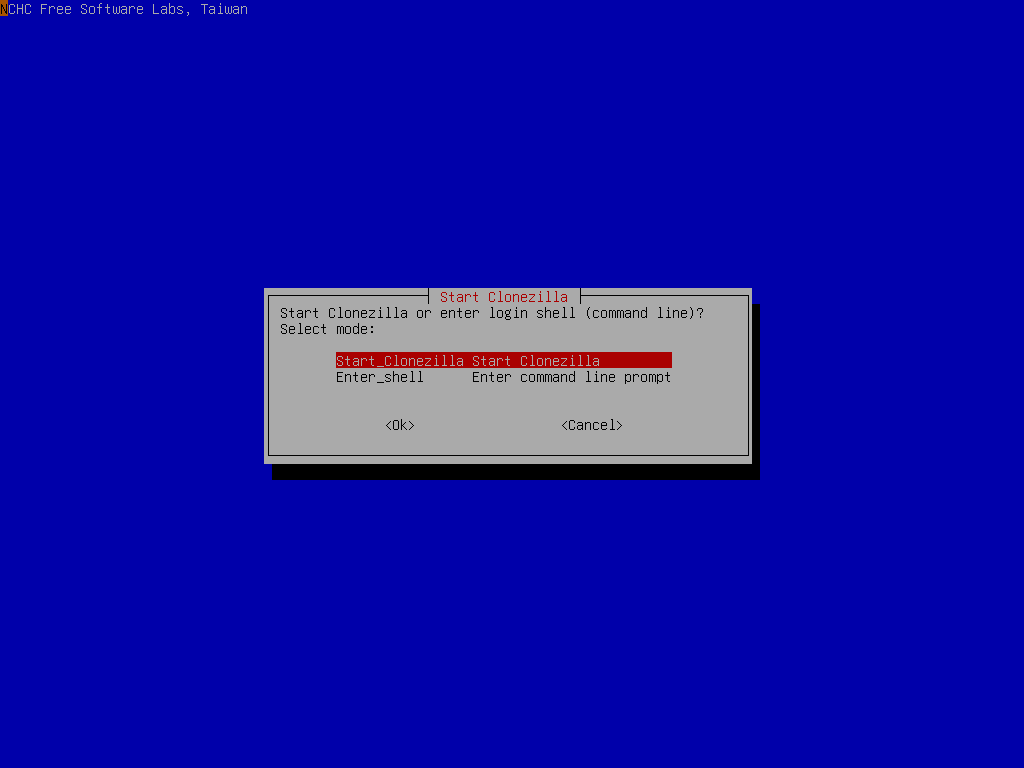 NCHC Free Software Labs, Taiwan
Start Clonezilla
Start Clonezilla or enter login shell (command line)?
Select mode:
Start_Clonezilla Start Clonezilla
Enter_shell Enter command line prompt
<Ok> <Cancel>